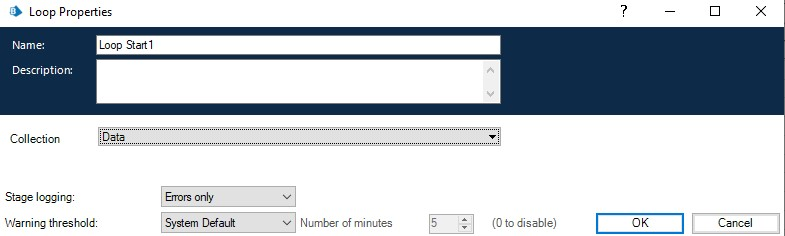 Loop Properties
?
Name: Loop Start1
Description:
Collection Data
Stage logging: Errors only
Warning threshold: System Default Number of minutes 5 (0 to disable) OK Cancel